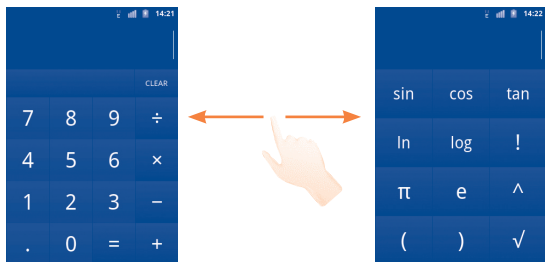 14:21
CLEAR
7 8 9 ÷
4 5 6 ×
1 2 3 −
. 0 = +
14:22
sin cos tan
ln log !
π e ^
( ) √